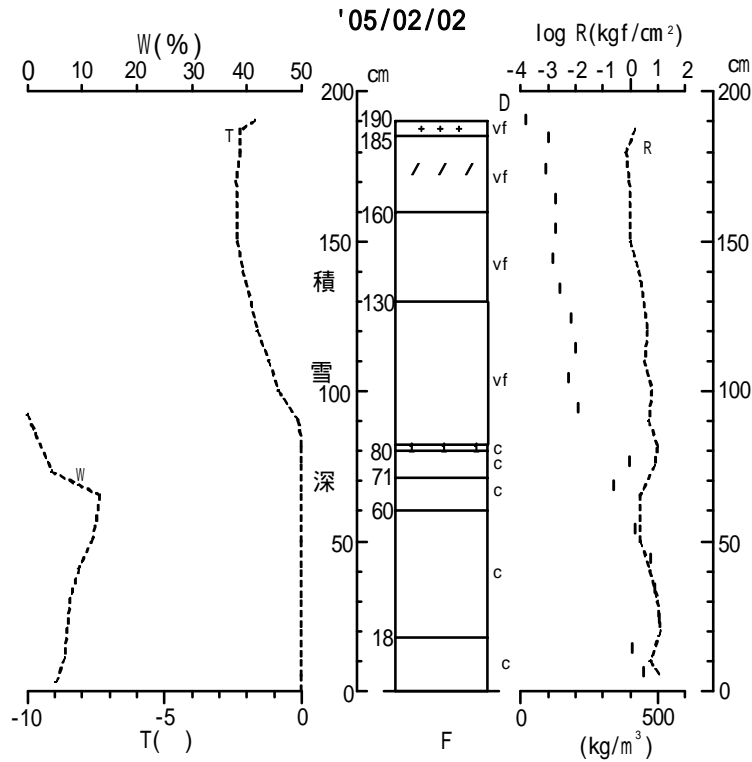 '05/02/02
W(%)
log R(kgf/cm²)
0 10 20 30 40 50
cm
-4 -3 -2 -1 0 1 2
cm
200
200
D
190
vf
T
185
R
vf
160
150
150
積
vf
130
雪
100
vf
100
80
c
W
深
c
71
c
60
50
50
c
18
c
0
0
-10 -5 0
0 500
T( )
F
(kg/m³)